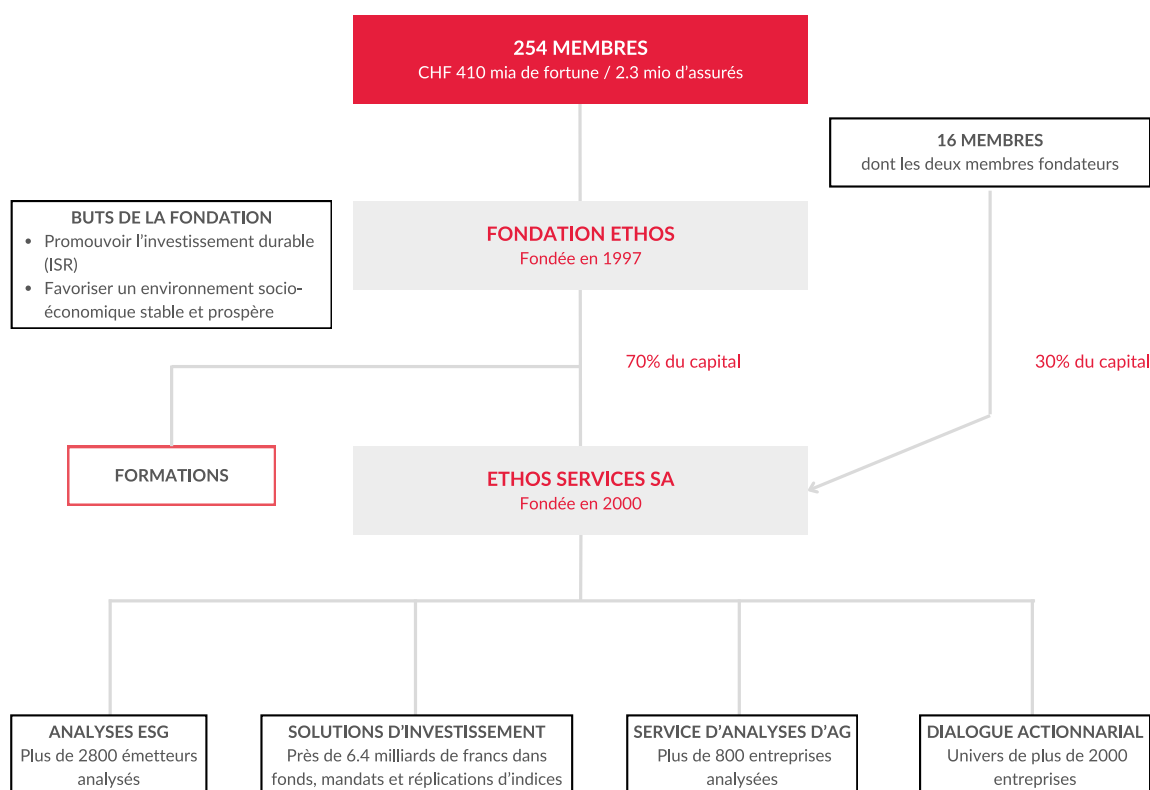 254 MEMBRES
CHF 410 mia de fortune / 2.3 mio d'assurés
16 MEMBRES
dont les deux membres fondateurs
BUTS DE LA FONDATION
• Promouvoir l'investissement durable
(ISR)
• Favoriser un environnement socio-
économique stable et prospère
FONDATION ETHOS
Fondée en 1997
70% du capital
30% du capital
FORMATIONS
ETHOS SERVICES SA
Fondée en 2000
ANALYSES ESG
Plus de 2800 émetteurs
analysés
SOLUTIONS D'INVESTISSEMENT
Près de 6.4 milliards de francs dans
fonds, mandats et réplications d'indices
SERVICE D'ANALYSES D'AG
Plus de 800 entreprises
analysées
DIALOGUE ACTIONNARIAL
Univers de plus de 2000
entreprises